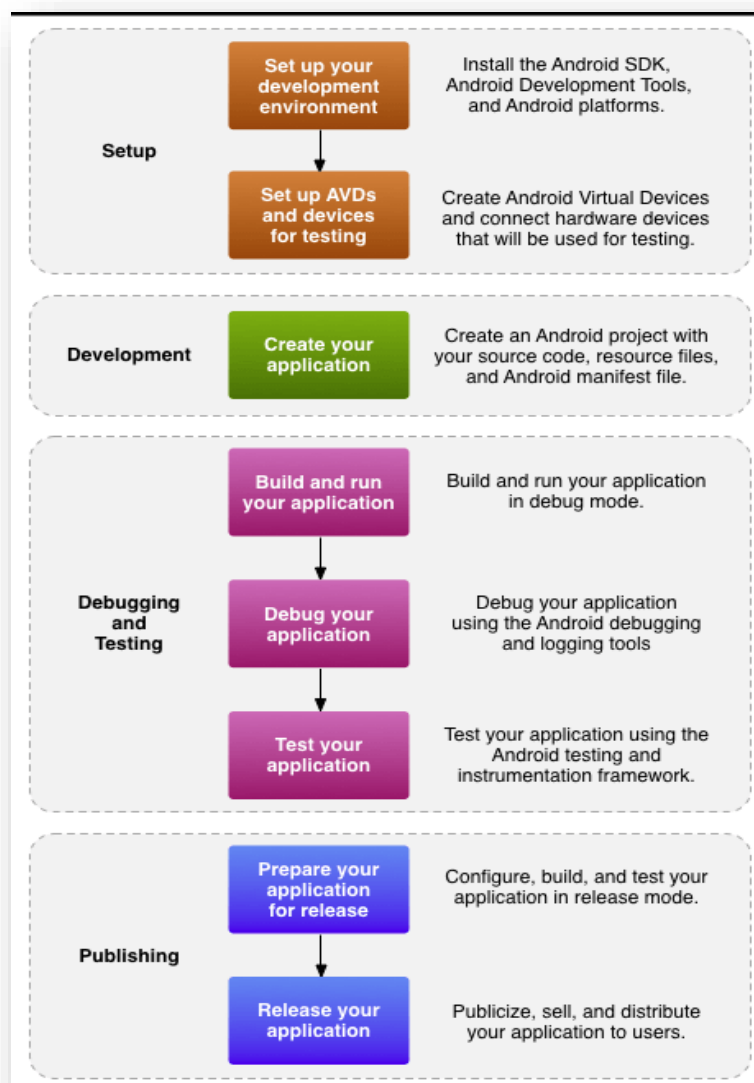 Set up your
development
environment
Install the Android SDK,
Android Development Tools,
and Android platforms.
Setup
Set up AVDs
and devices
for testing
Create Android Virtual Devices
and connect hardware devices
that will be used for testing.
Development
Create your
application
Create an Android project with
your source code, resource files,
and Android manifest file.
Build and run
your application
Build and run your application
in debug mode.
Debugging
and
Testing
Debug your
application
Debug your application
using the Android debugging
and logging tools
Test your
application
Test your application using the
Android testing and
instrumentation framework.
Prepare your
application
for release
Configure, build, and test your
application in release mode.
Publishing
Release your
application
Publicize, sell, and distribute
your application to users.